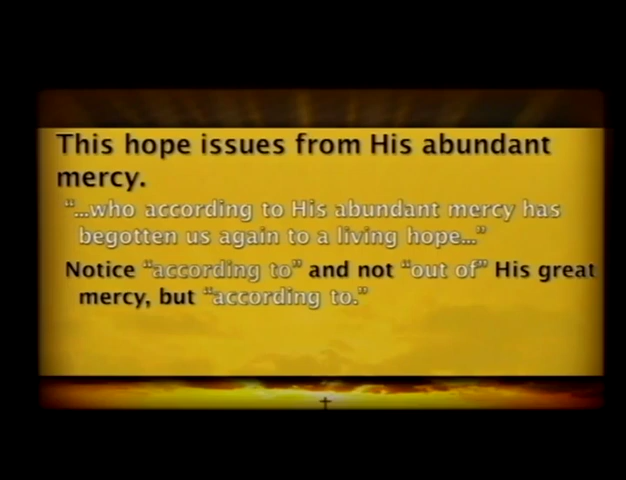 This hope issues from His abundant
mercy.
“...who according to His abundant mercy has
begotten us again to a living hope...”
Notice “according to” and not “out of” His great
mercy, but “according to.”